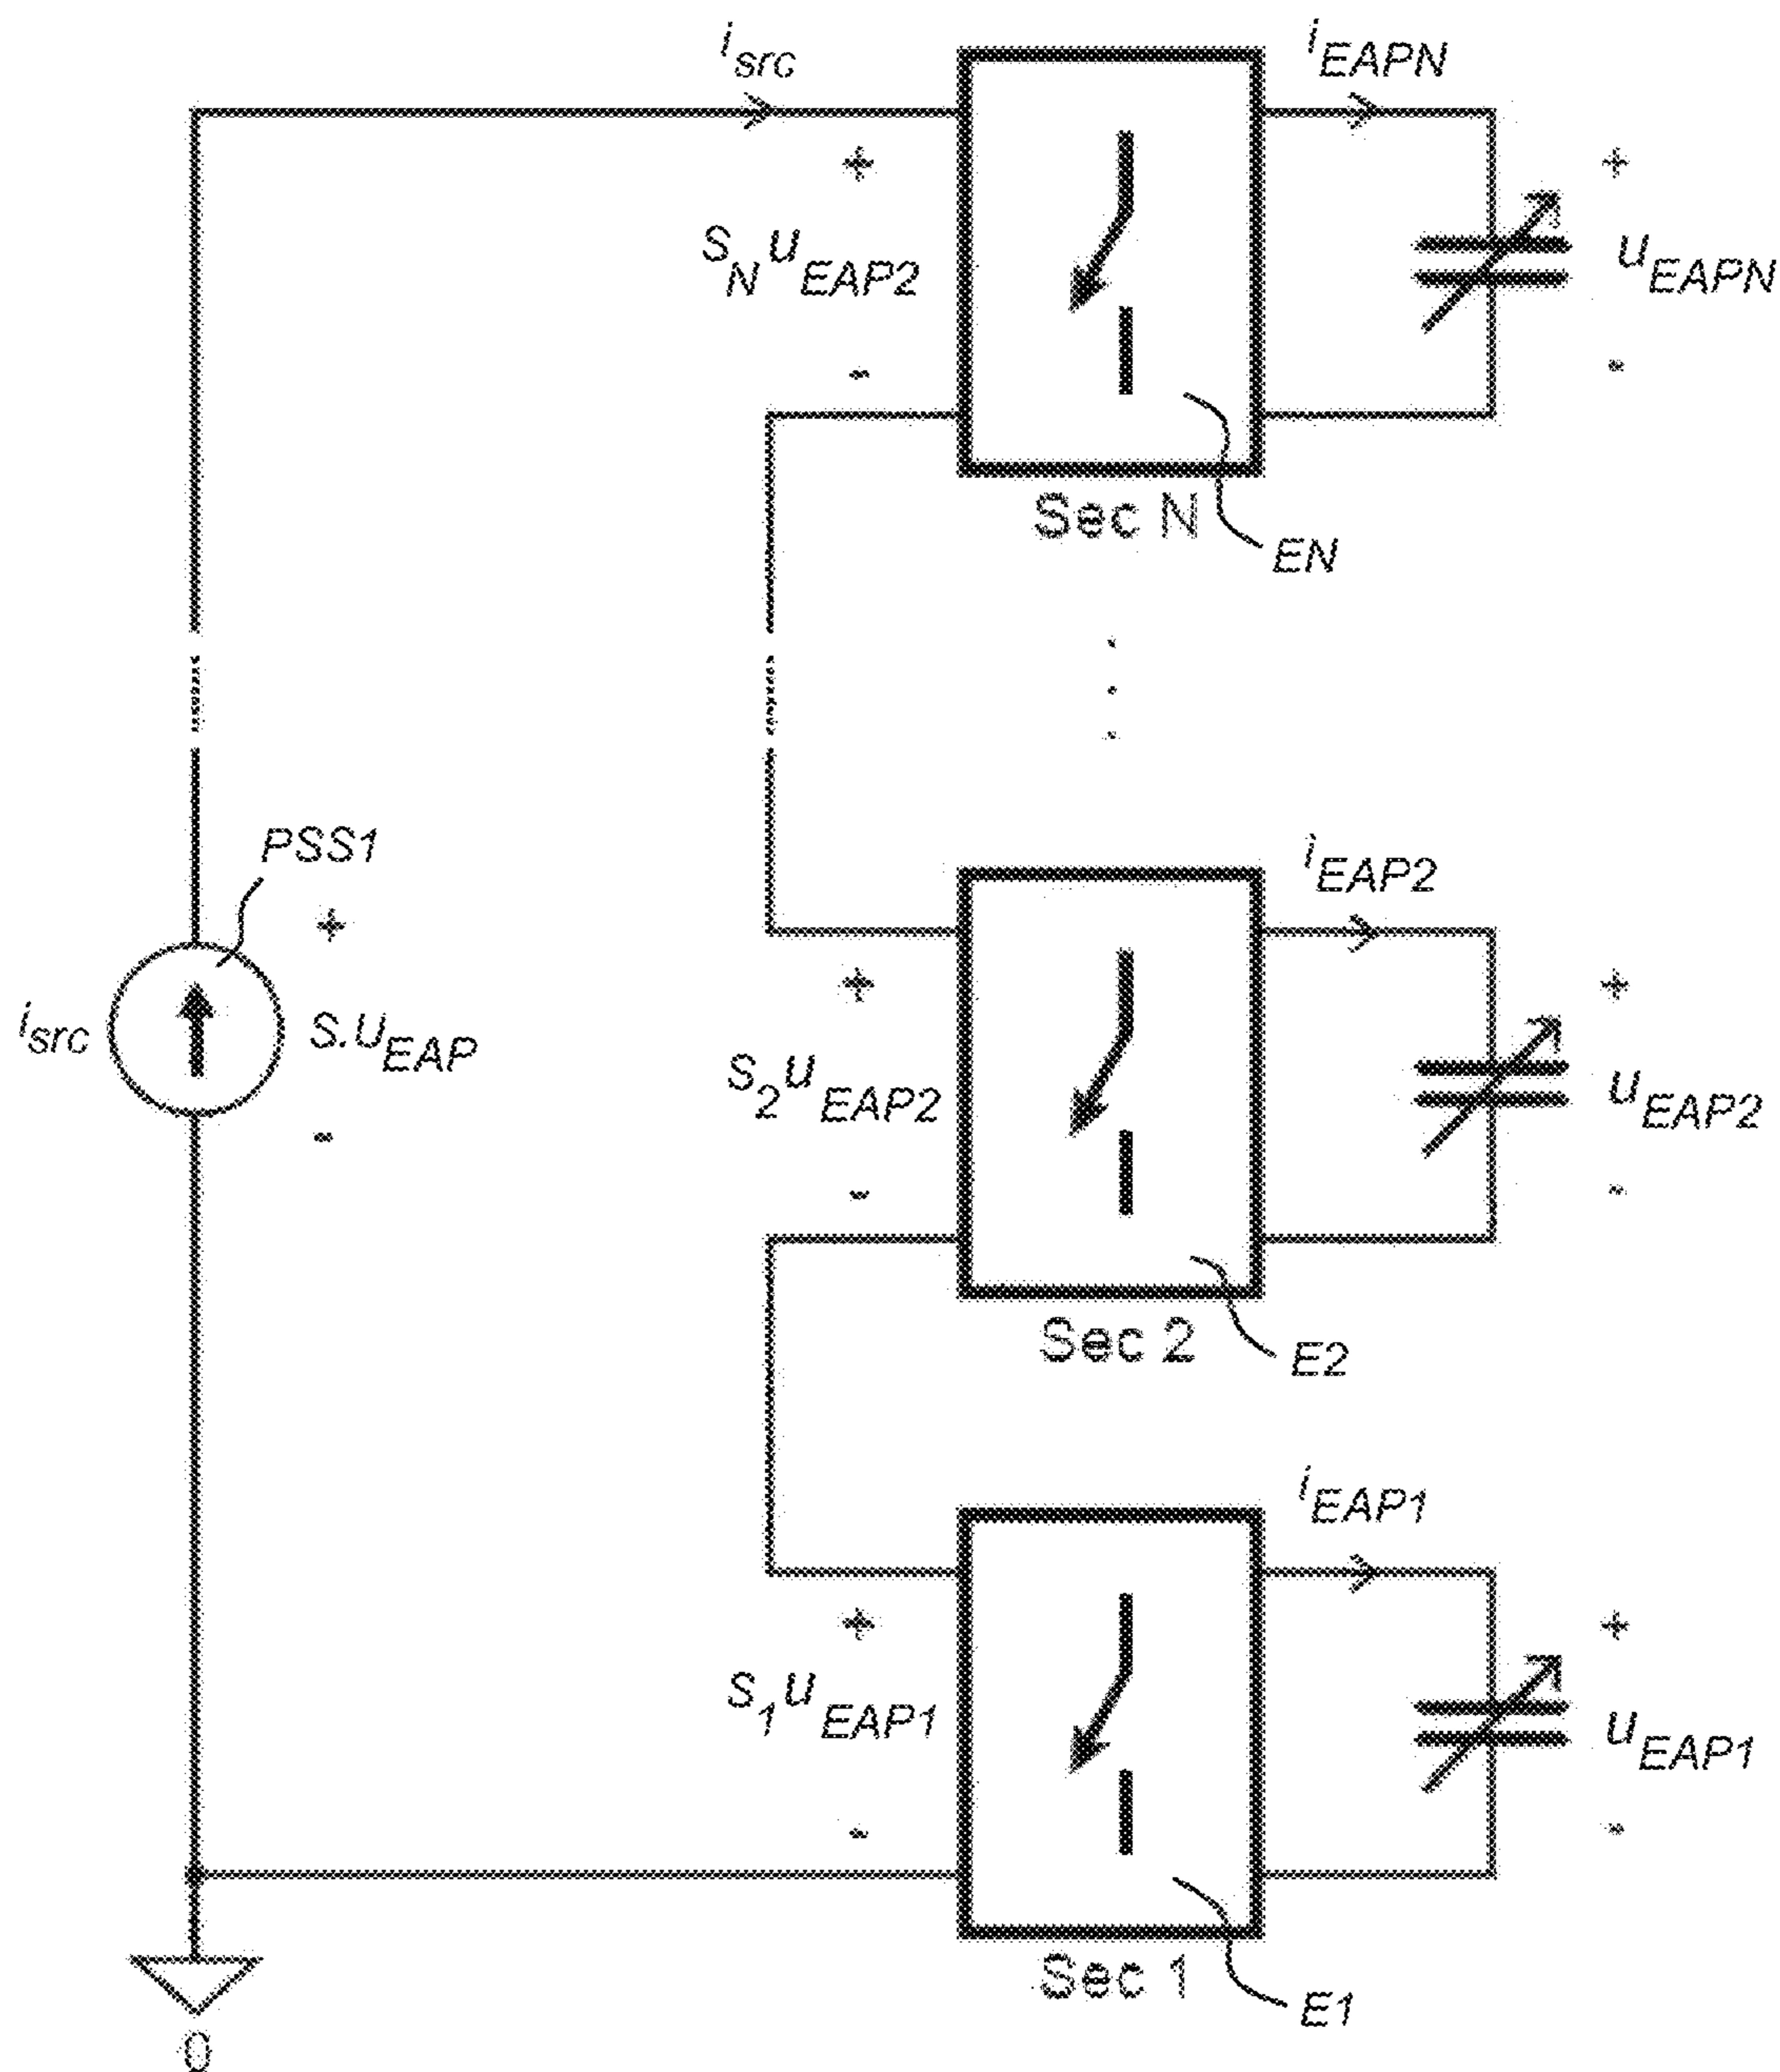 i_src
i_EAPN
+
+
s_N u_EAP2
u_EAPN
-
-
Sec N
EN
PSS1
i_EAP2
+
+
+
i_src
S.U_EAP
s_2 u_EAP2
u_EAP2
-
-
-
Sec 2
E2
i_EAP1
+
+
s_1 u_EAP1
u_EAP1
-
-
Sec 1
E1
0